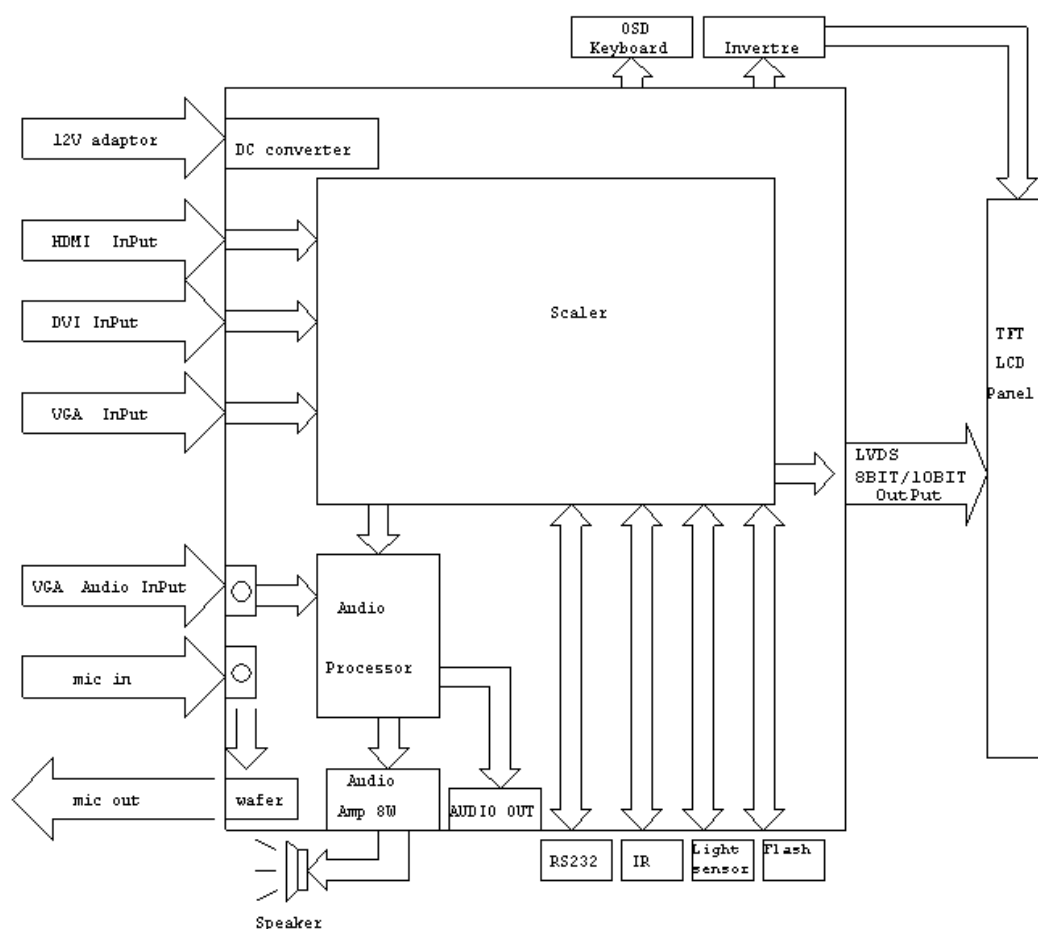 OSD
Keyboard
Invertre
12V adaptor
DC converter
HDMI InPut
DVI InPut
Scaler
TFT
LCD
Panel
VGA InPut
LVDS
8BIT/10BIT
OutPut
VGA Audio InPut
Audio
Processor
mic in
mic out
wafer
Audio
Amp 8W
AUDIO OUT
RS232
IR
Light
sensor
Flash
Speaker